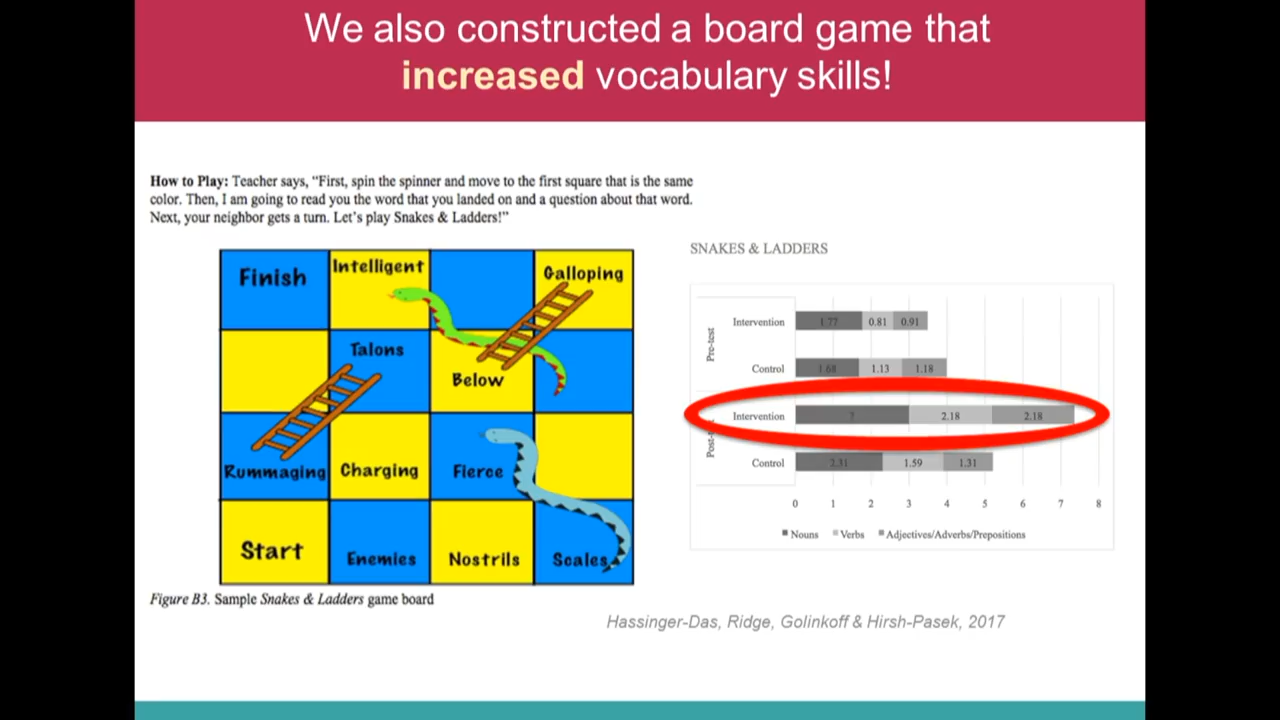 We also constructed a board game that
increased vocabulary skills!
How to Play: Teacher says, “First, spin the spinner and move to the first square that is the same
color. Then, I am going to read you the word that you landed on and a question about that word.
Next, your neighbor gets a turn. Let’s play Snakes & Ladders!”
Finish
Intelligent
Galloping
Talons
Below
Rummaging
Charging
Fierce
Start
Enemies
Nostrils
Scales
Figure B3. Sample Snakes & Ladders game board
SNAKES & LADDERS
Pre-test
Intervention 1.77 0.81 0.91
Control 1.68 1.13 1.18
Intervention 2.18 2.18
Control 2.31 1.59 1.31
0 1 2 3 4 5 6 7 8
Nouns Verbs Adjectives/Adverbs/Prepositions
Hassinger-Das, Ridge, Golinkoff & Hirsh-Pasek, 2017